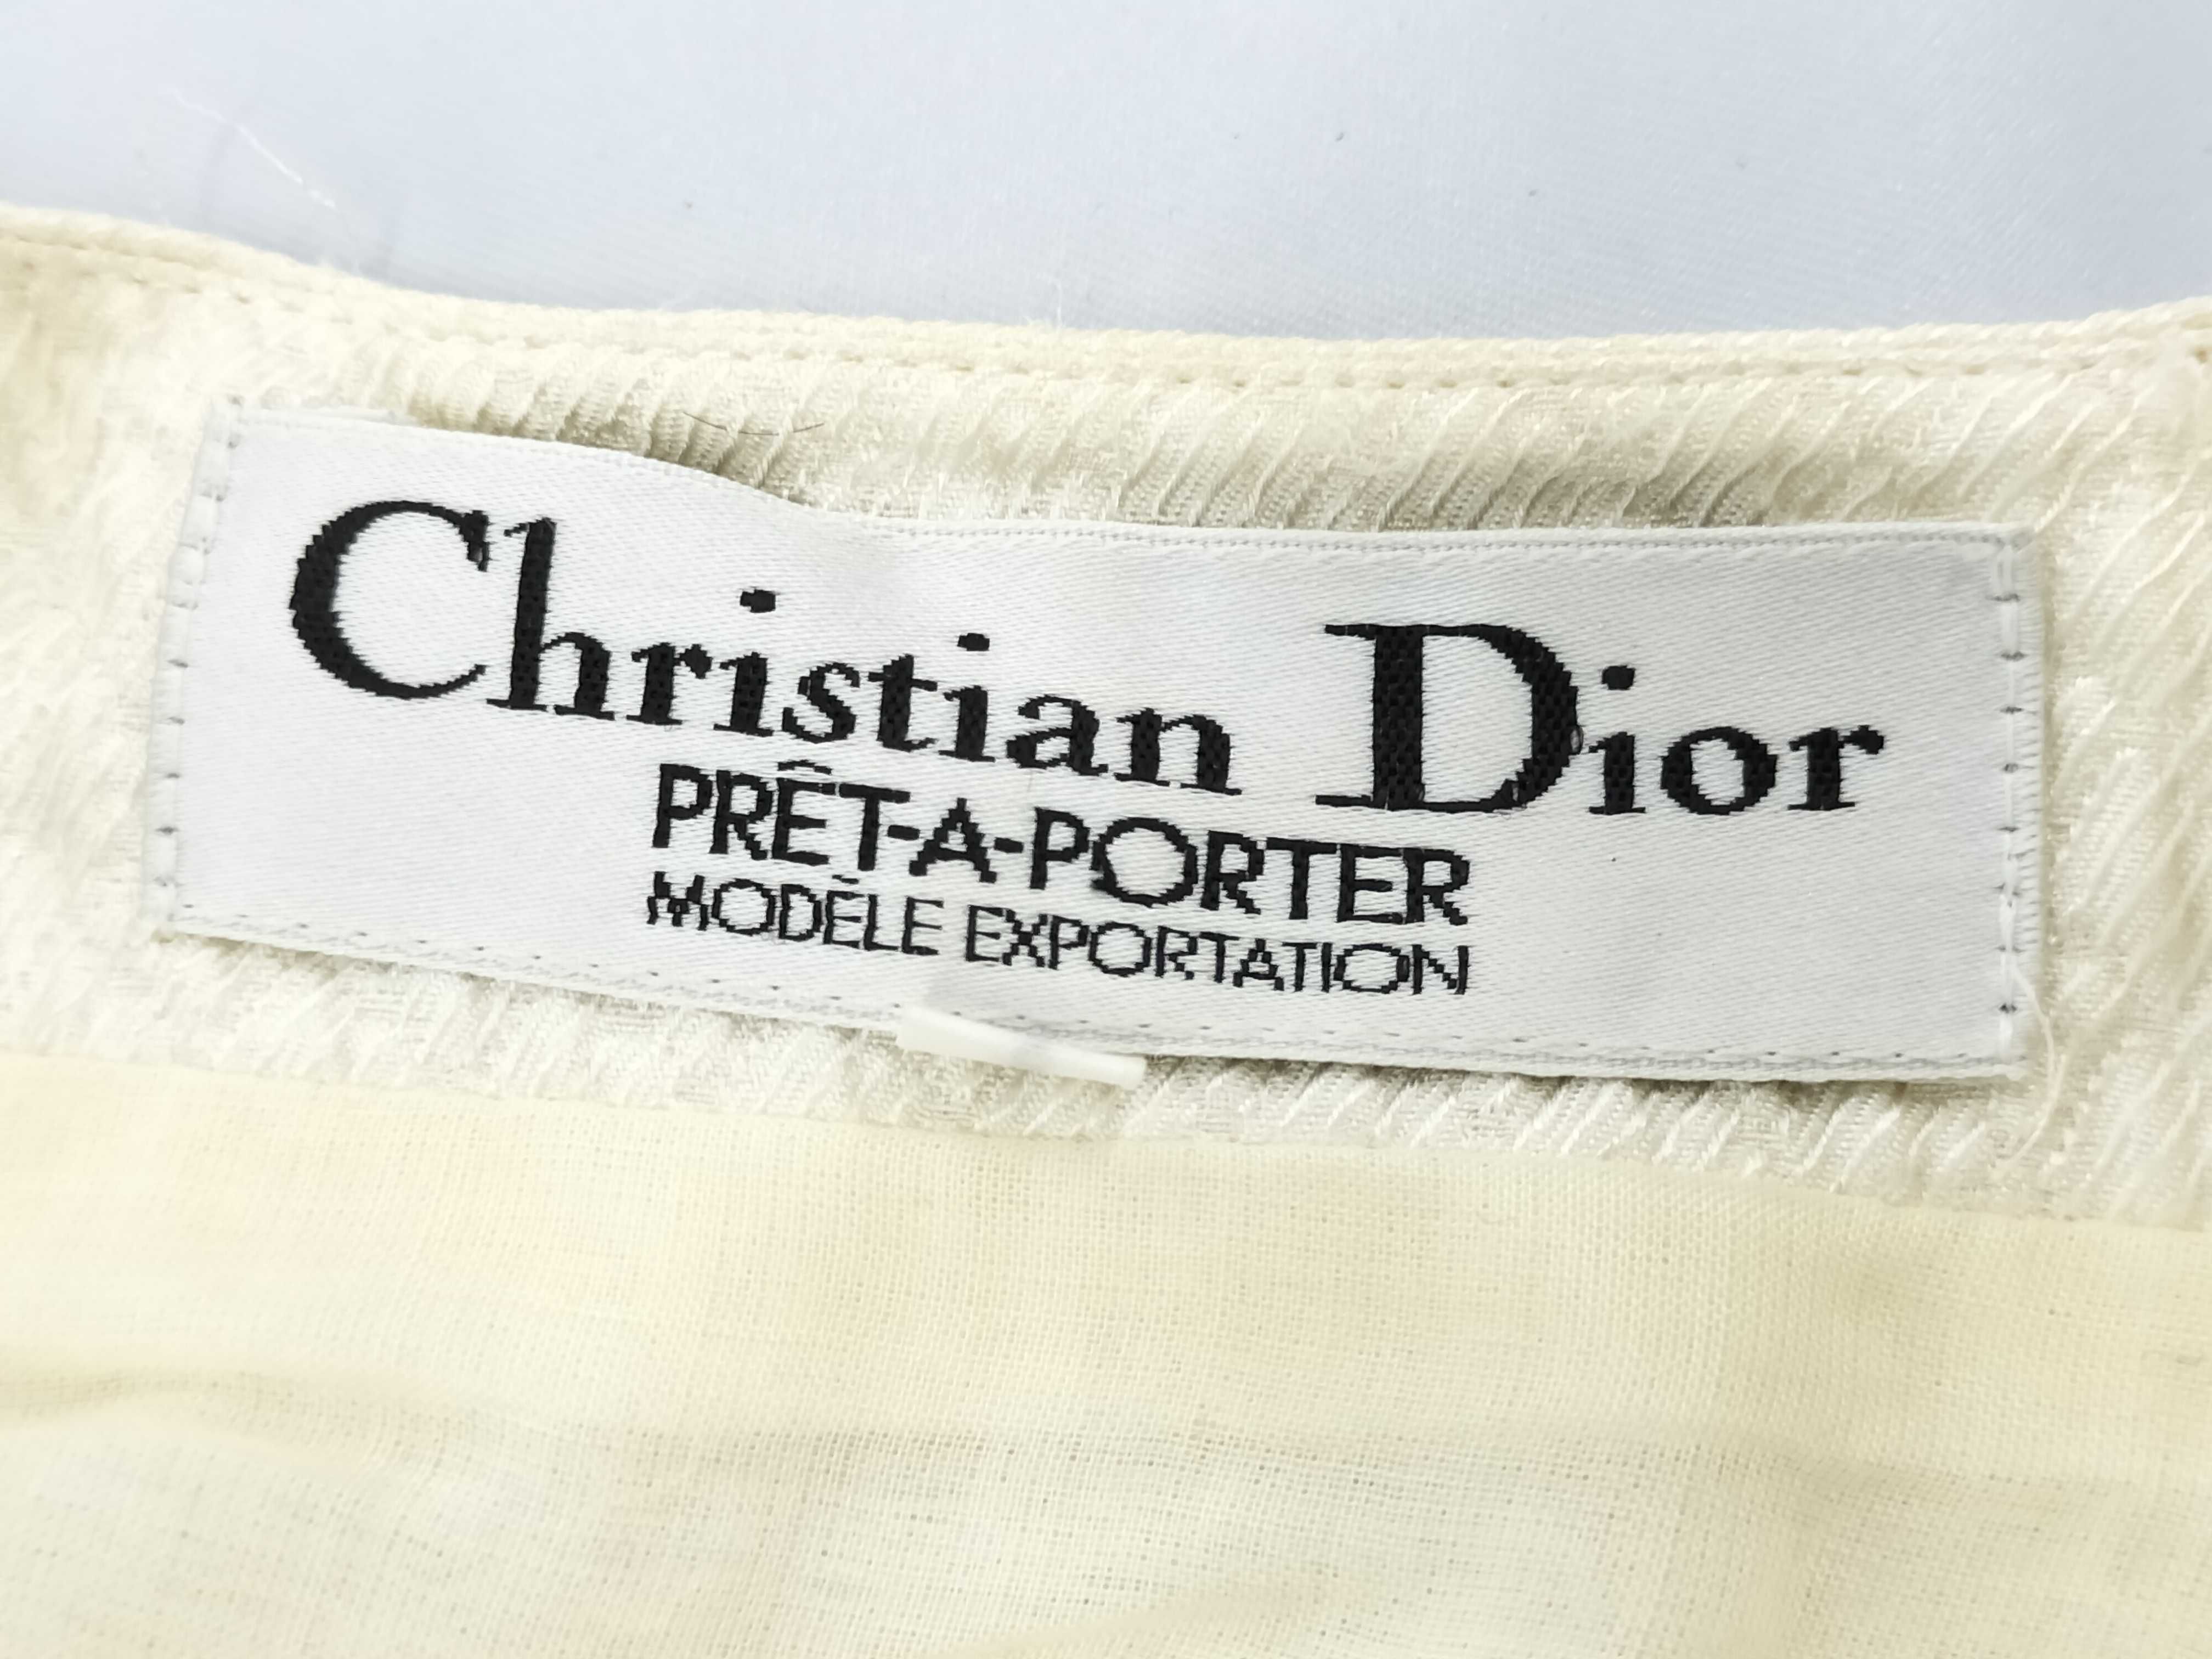 Christian Dior
PRÊT-A-PORTER
MODÈLE EXPORTATION